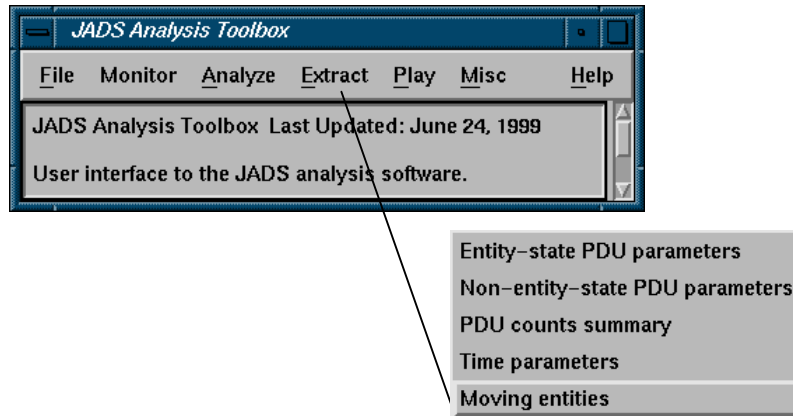 JADS Analysis Toolbox
File Monitor Analyze Extract Play Misc Help
JADS Analysis Toolbox Last Updated: June 24, 1999
User interface to the JADS analysis software.
Entity-state PDU parameters
Non-entity-state PDU parameters
PDU counts summary
Time parameters
Moving entities